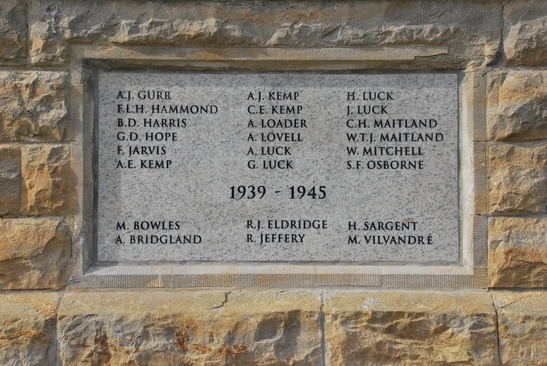 A.J. GURR A.J. KEMP H. LUCK
F.L.H. HAMMOND C.E. KEMP J. LUCK
B.D. HARRIS A. LOADER C.H. MAITLAND
G.D. HOPE A. LOVELL W.T.J. MAITLAND
F. JARVIS A. LUCK W. MITCHELL
A.E. KEMP G. LUCK S.F. OSBORNE
1939 - 1945
M. BOWLES R.J. ELDRIDGE H. SARGENT
A. BRIDGLAND R. JEFFERY M. VILVANDRÉ